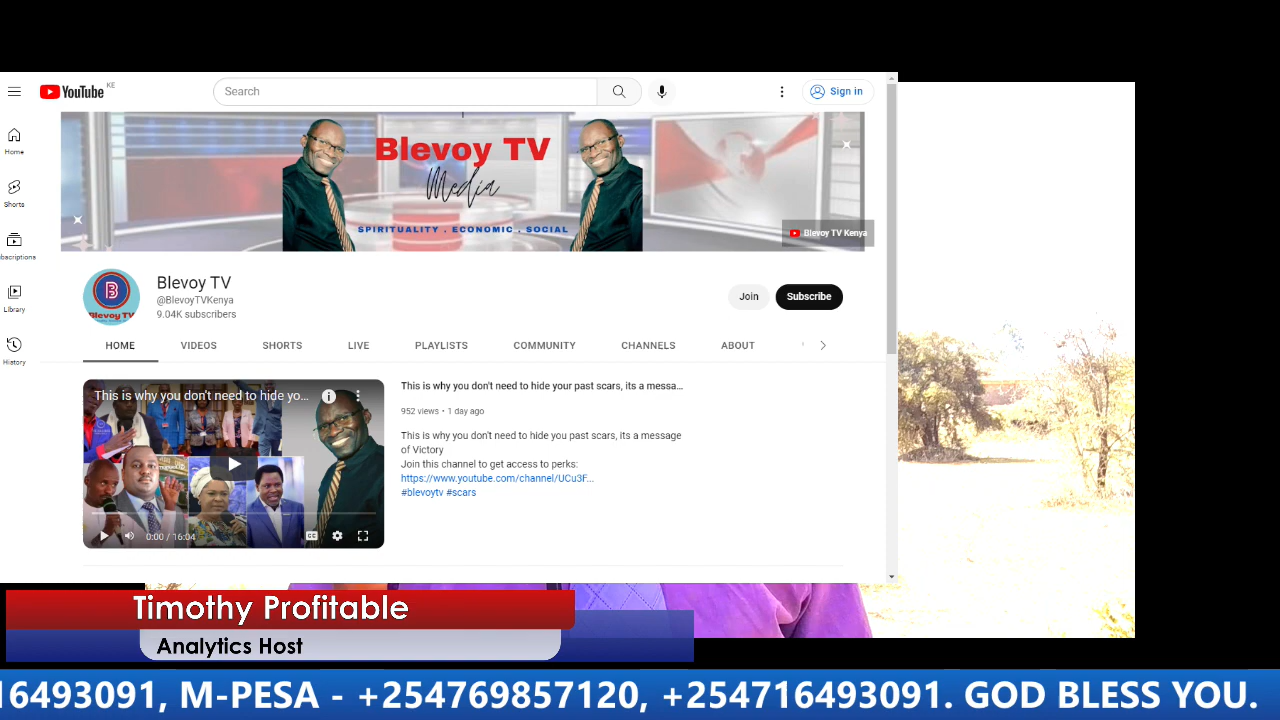 YouTube KE
Search
Sign in
Home
Shorts
bscriptions
Library
History
Blevoy TV
Media
SPIRITUALITY . ECONOMIC . SOCIAL
Blevoy TV Kenya
B
Blevoy TV
Blevoy TV
@BlevoyTVKenya
9.04K subscribers
Join
Subscribe
HOME VIDEOS SHORTS LIVE PLAYLISTS COMMUNITY CHANNELS ABOUT
This is why you don't need to hide yo...
0:00 / 16:04
This is why you don't need to hide your past scars, its a messa...
952 views • 1 day ago
This is why you don't need to hide you past scars, its a message
of Victory
Join this channel to get access to perks:
https://www.youtube.com/channel/UCu3F...
#blevoytv #scars
Timothy Profitable
Analytics Host
16493091, M-PESA - +254769857120, +254716493091. GOD BLESS YOU.